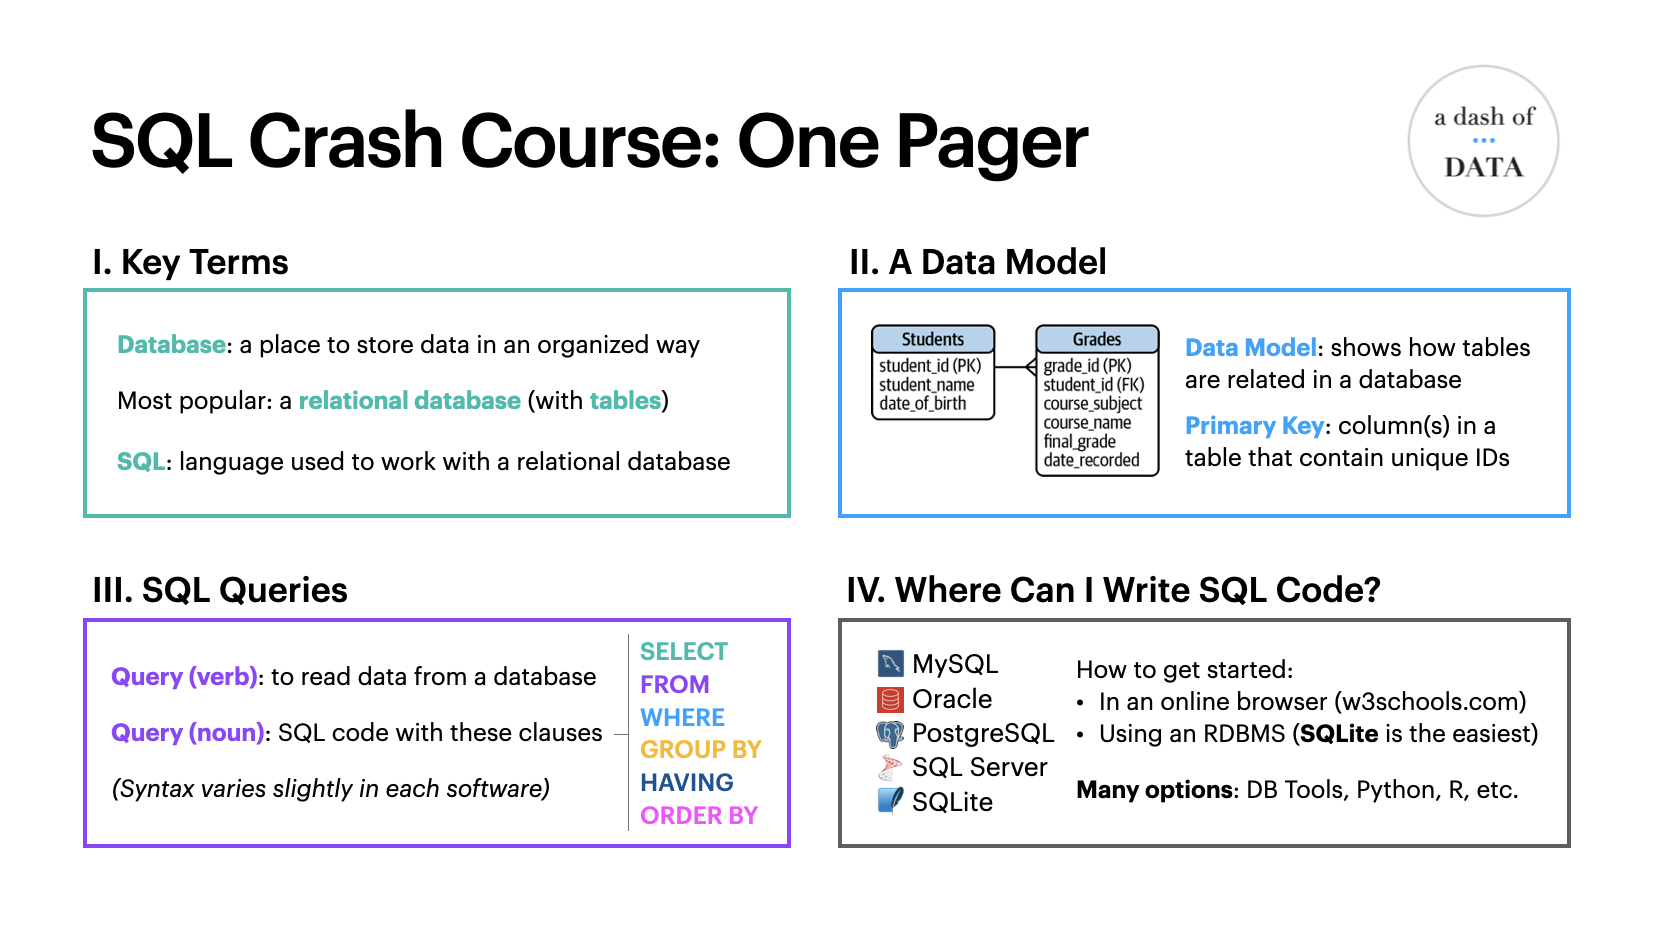 SQL Crash Course: One Pager
a dash of
DATA
I. Key Terms
Database: a place to store data in an organized way
Most popular: a relational database (with tables)
SQL: language used to work with a relational database
II. A Data Model
Students
student_id (PK)
student_name
date_of_birth
Grades
grade_id (PK)
student_id (FK)
course_subject
course_name
final_grade
date_recorded
Data Model: shows how tables
are related in a database
Primary Key: column(s) in a
table that contain unique IDs
III. SQL Queries
Query (verb): to read data from a database
Query (noun): SQL code with these clauses
(Syntax varies slightly in each software)
SELECT
FROM
WHERE
GROUP BY
HAVING
ORDER BY
IV. Where Can I Write SQL Code?
MySQL
Oracle
PostgreSQL
SQL Server
SQLite
How to get started:
• In an online browser (w3schools.com)
• Using an RDBMS (SQLite is the easiest)
Many options: DB Tools, Python, R, etc.